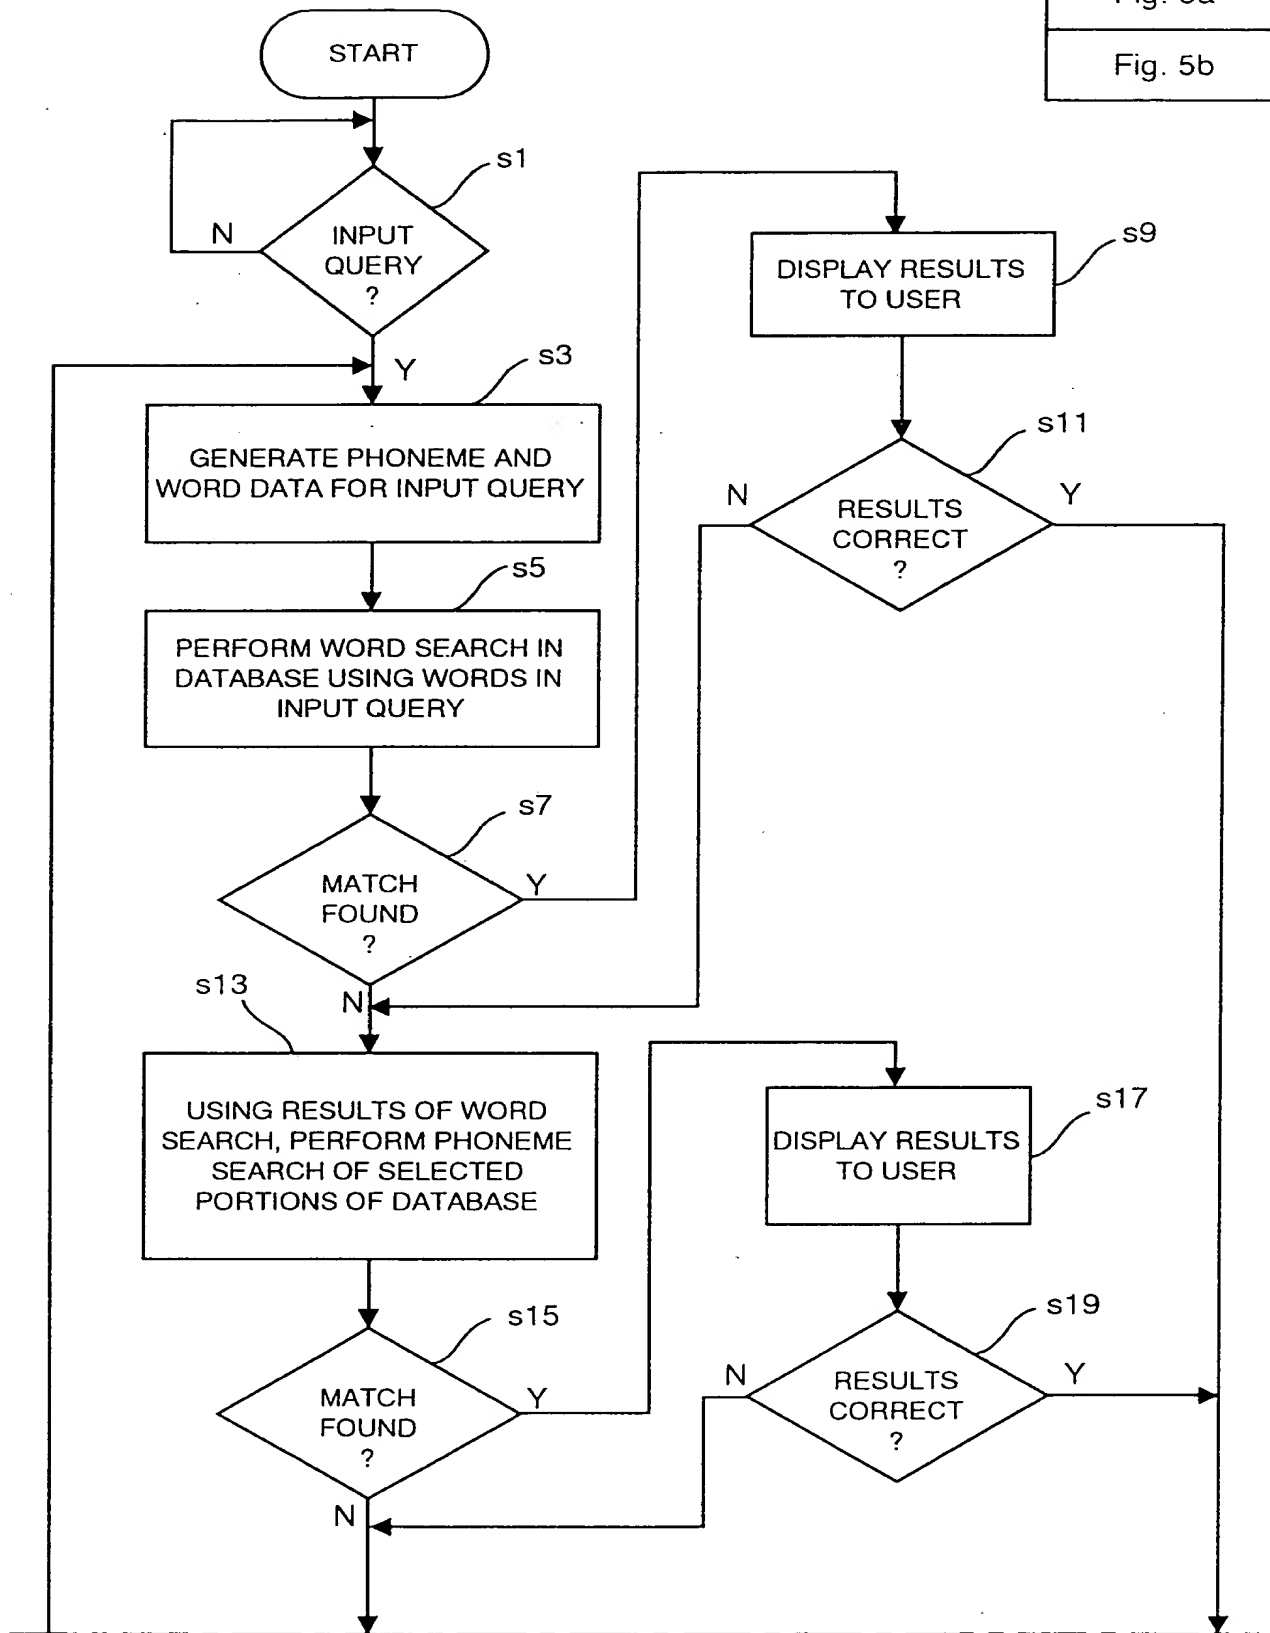 Fig. 5b
START
s1
N
INPUT
QUERY
?
Y
s3
GENERATE PHONEME AND
WORD DATA FOR INPUT QUERY
s5
PERFORM WORD SEARCH IN
DATABASE USING WORDS IN
INPUT QUERY
s7
MATCH
FOUND
?
Y
N
s9
DISPLAY RESULTS
TO USER
s11
N
Y
RESULTS
CORRECT
?
s13
USING RESULTS OF WORD
SEARCH, PERFORM PHONEME
SEARCH OF SELECTED
PORTIONS OF DATABASE
s15
MATCH
FOUND
?
Y
N
s17
DISPLAY RESULTS
TO USER
s19
N
Y
RESULTS
CORRECT
?